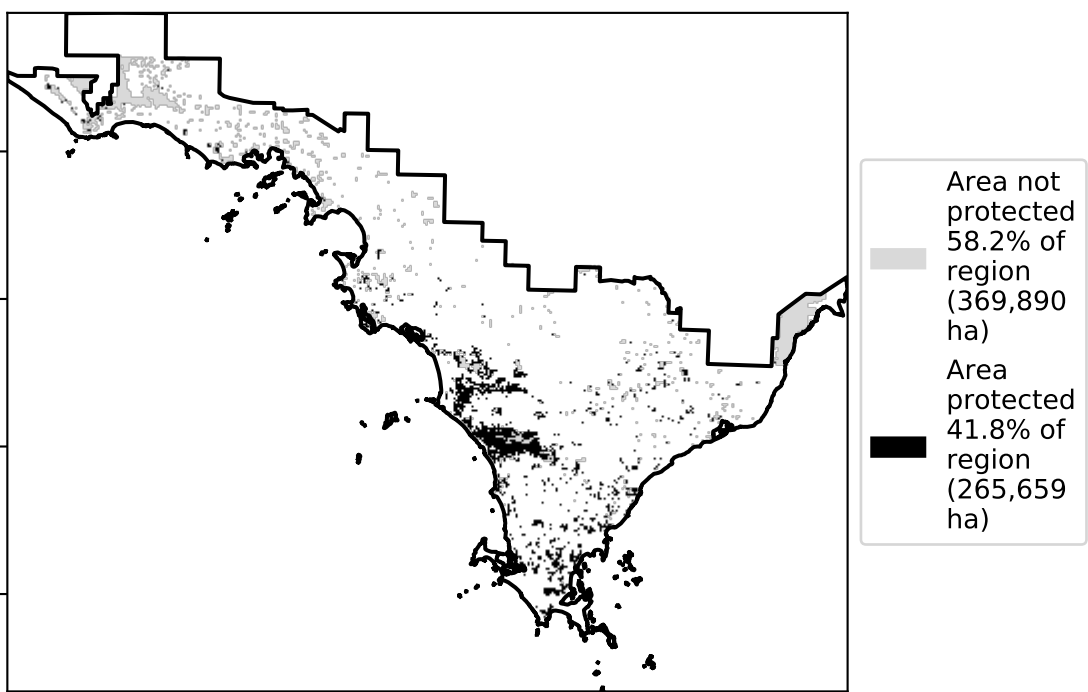 Area not
protected
58.2% of
region
(369,890
ha)
Area
protected
41.8% of
region
(265,659
ha)